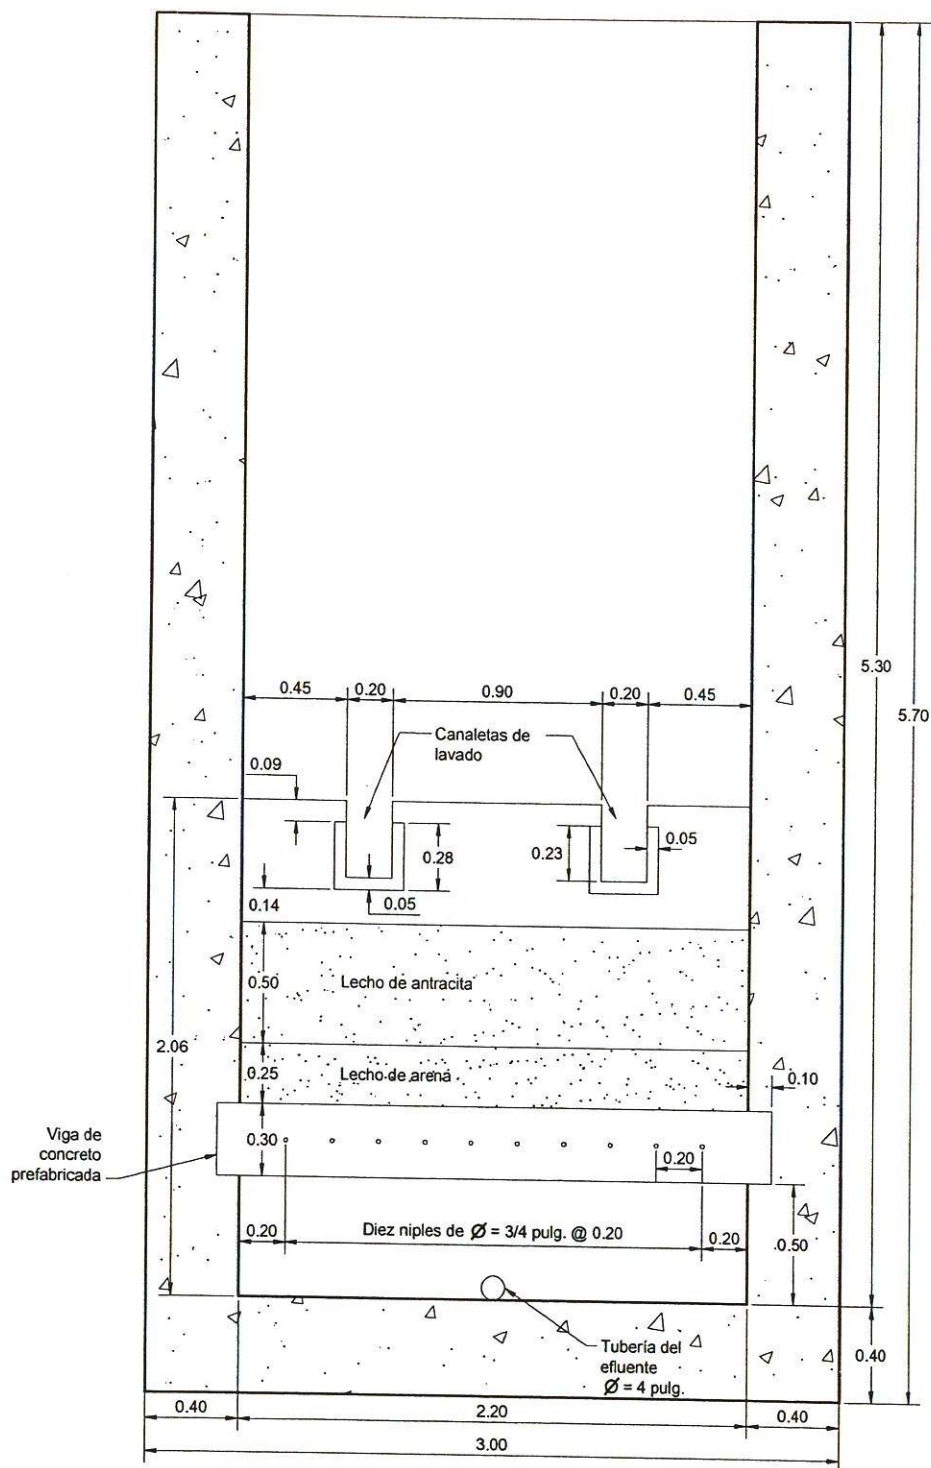 5.30
5.70
0.45
0.20
0.90
0.20
0.45
Canaletas de
lavado
0.09
0.28
0.23
0.05
0.14
0.05
0.50
Lecho de antracita
2.06
0.25
Lecho de arena
0.10
Viga de
concreto
prefabricada
0.30
0.20
0.20
Diez niples de Ø = 3/4 pulg. @ 0.20
0.20
0.50
Tubería del
efluente
Ø = 4 pulg.
0.40
0.40
2.20
0.40
3.00